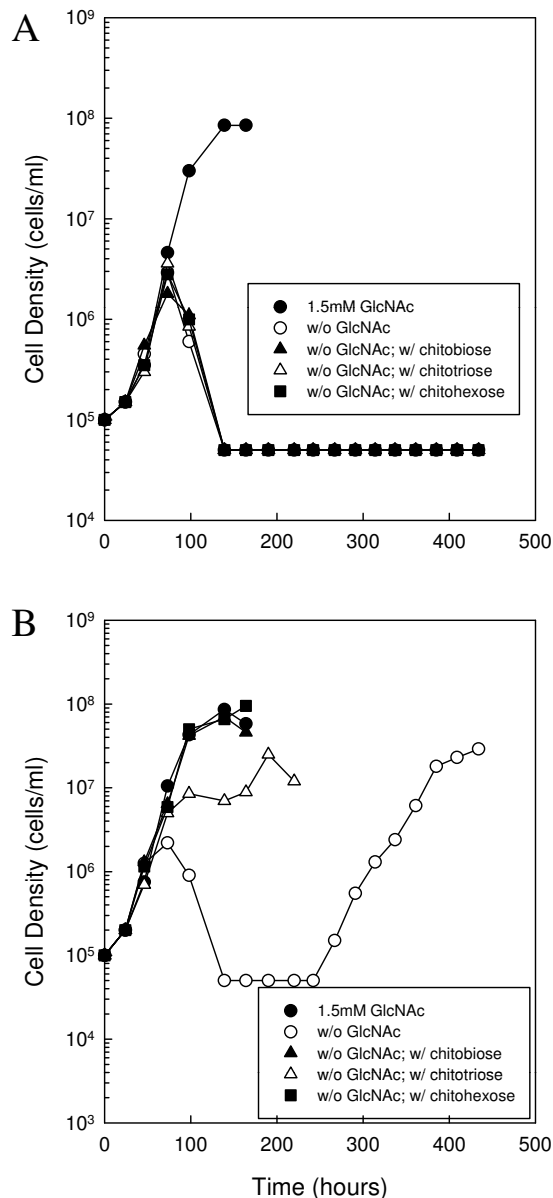 A
10⁹
10⁸
10⁷
10⁶
10⁵
10⁴
Cell Density (cells/ml)
1.5mM GlcNAc
w/o GlcNAc
w/o GlcNAc; w/ chitobiose
w/o GlcNAc; w/ chitotriose
w/o GlcNAc; w/ chitohexose
0 100 200 300 400 500
B
10⁹
10⁸
10⁷
10⁶
10⁵
10⁴
10³
Cell Density (cells/ml)
1.5mM GlcNAc
w/o GlcNAc
w/o GlcNAc; w/ chitobiose
w/o GlcNAc; w/ chitotriose
w/o GlcNAc; w/ chitohexose
0 100 200 300 400 500
Time (hours)